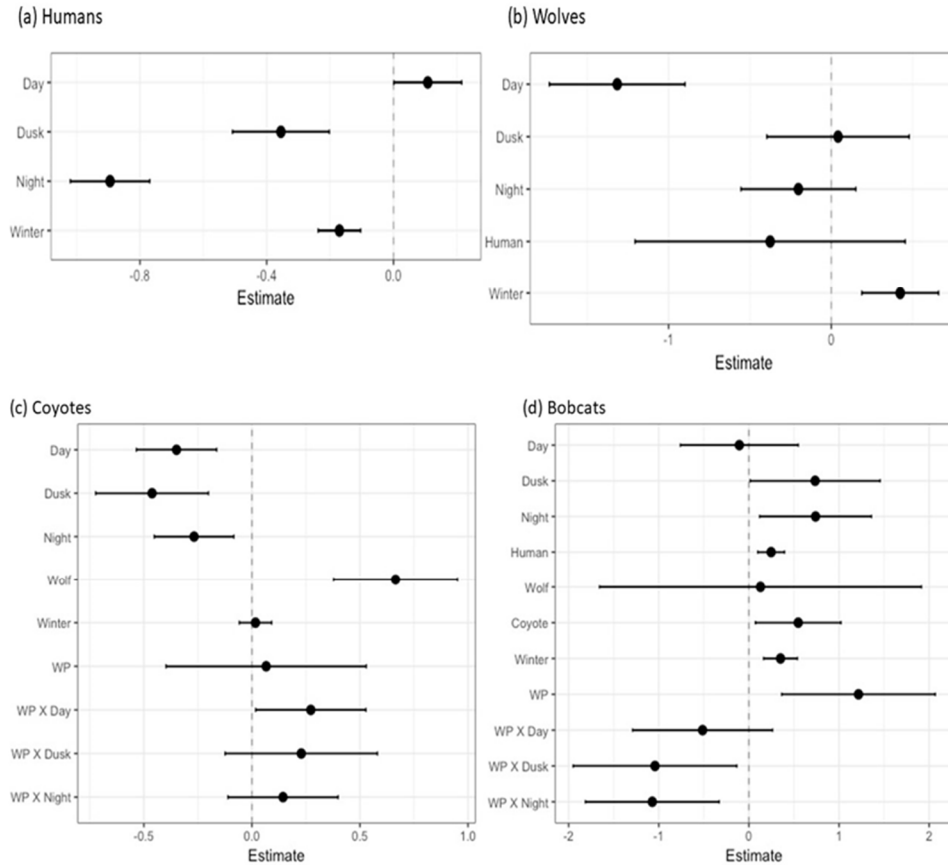 (a) Humans
Day
Dusk
Night
Winter
-0.8 -0.4 0.0
Estimate
(b) Wolves
Day
Dusk
Night
Human
Winter
-1 0
Estimate
(c) Coyotes
Day
Dusk
Night
Wolf
Winter
WP
WP X Day
WP X Dusk
WP X Night
-0.5 0.0 0.5 1.0
Estimate
(d) Bobcats
Day
Dusk
Night
Human
Wolf
Coyote
Winter
WP
WP X Day
WP X Dusk
WP X Night
-2 -1 0 1 2
Estimate